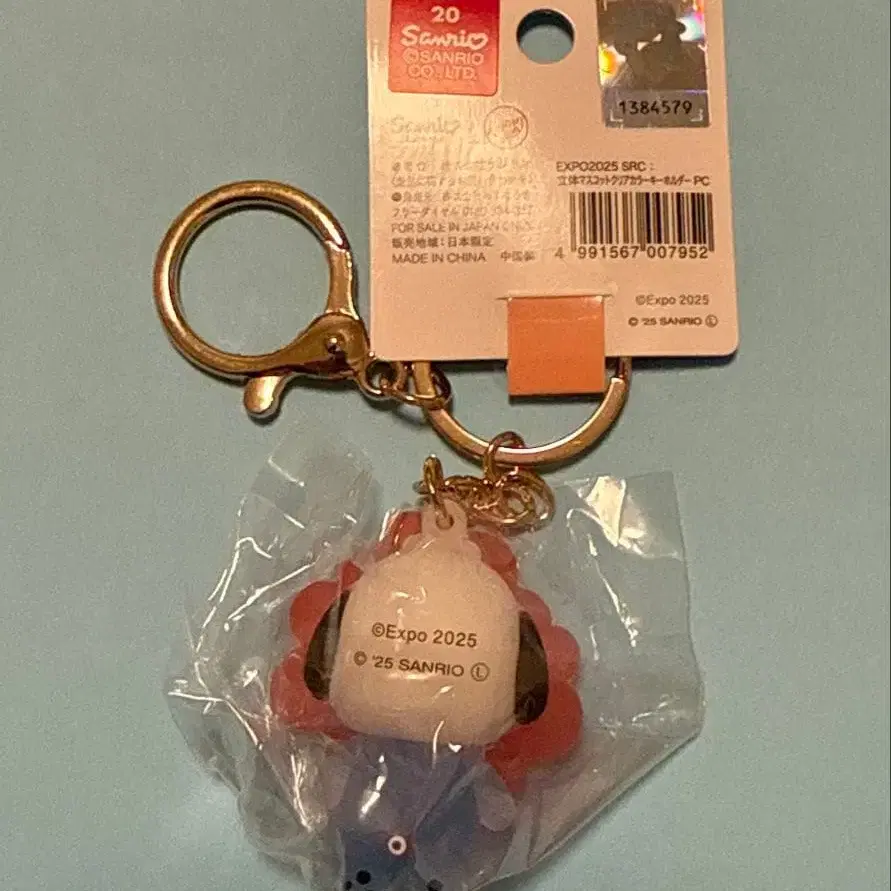 20
Sanrio
©SANRIO
CO., LTD.
1384579
Sanrio
EXPO2025 SRC:
立体マスコットクリアカラーキーホルダー PC
FOR SALE IN JAPAN ONLY
販売地域:日本限定
MADE IN CHINA 中国製
4 991567 007952
©Expo 2025
© '25 SANRIO Ⓛ
©Expo 2025
© '25 SANRIO Ⓛ